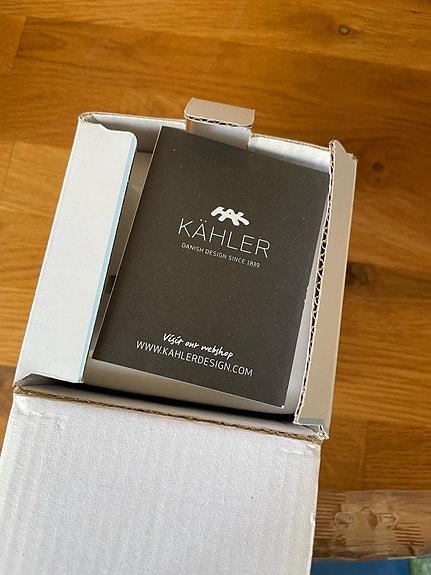 KÄHLER
DANISH DESIGN SINCE 1839
Visit our webshop
WWW.KAHLERDESIGN.COM